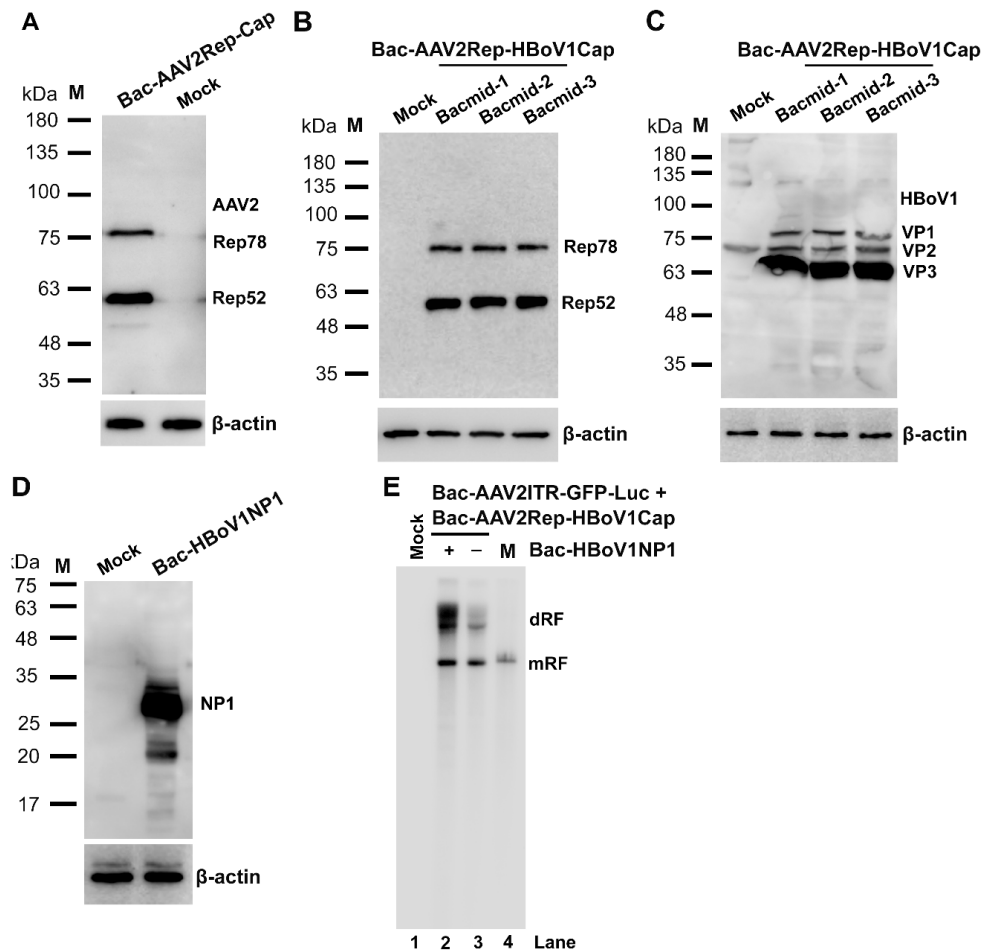 A
Bac-AAV2Rep-Cap
Mock
kDa M
180
135
100
75
63
48
35
AAV2
Rep78
Rep52
β-actin
B
Bac-AAV2Rep-HBoV1Cap
Mock
Bacmid-1
Bacmid-2
Bacmid-3
kDa M
180
135
100
75
63
48
35
Rep78
Rep52
β-actin
C
Bac-AAV2Rep-HBoV1Cap
Mock
Bacmid-1
Bacmid-2
Bacmid-3
kDa M
180
135
100
75
63
48
35
HBoV1
VP1
VP2
VP3
β-actin
D
Mock
Bac-HBoV1NP1
kDa M
75
63
48
35
25
20
17
NP1
β-actin
E
Bac-AAV2ITR-GFP-Luc +
Bac-AAV2Rep-HBoV1Cap
Mock
+ – M Bac-HBoV1NP1
dRF
mRF
1 2 3 4 Lane